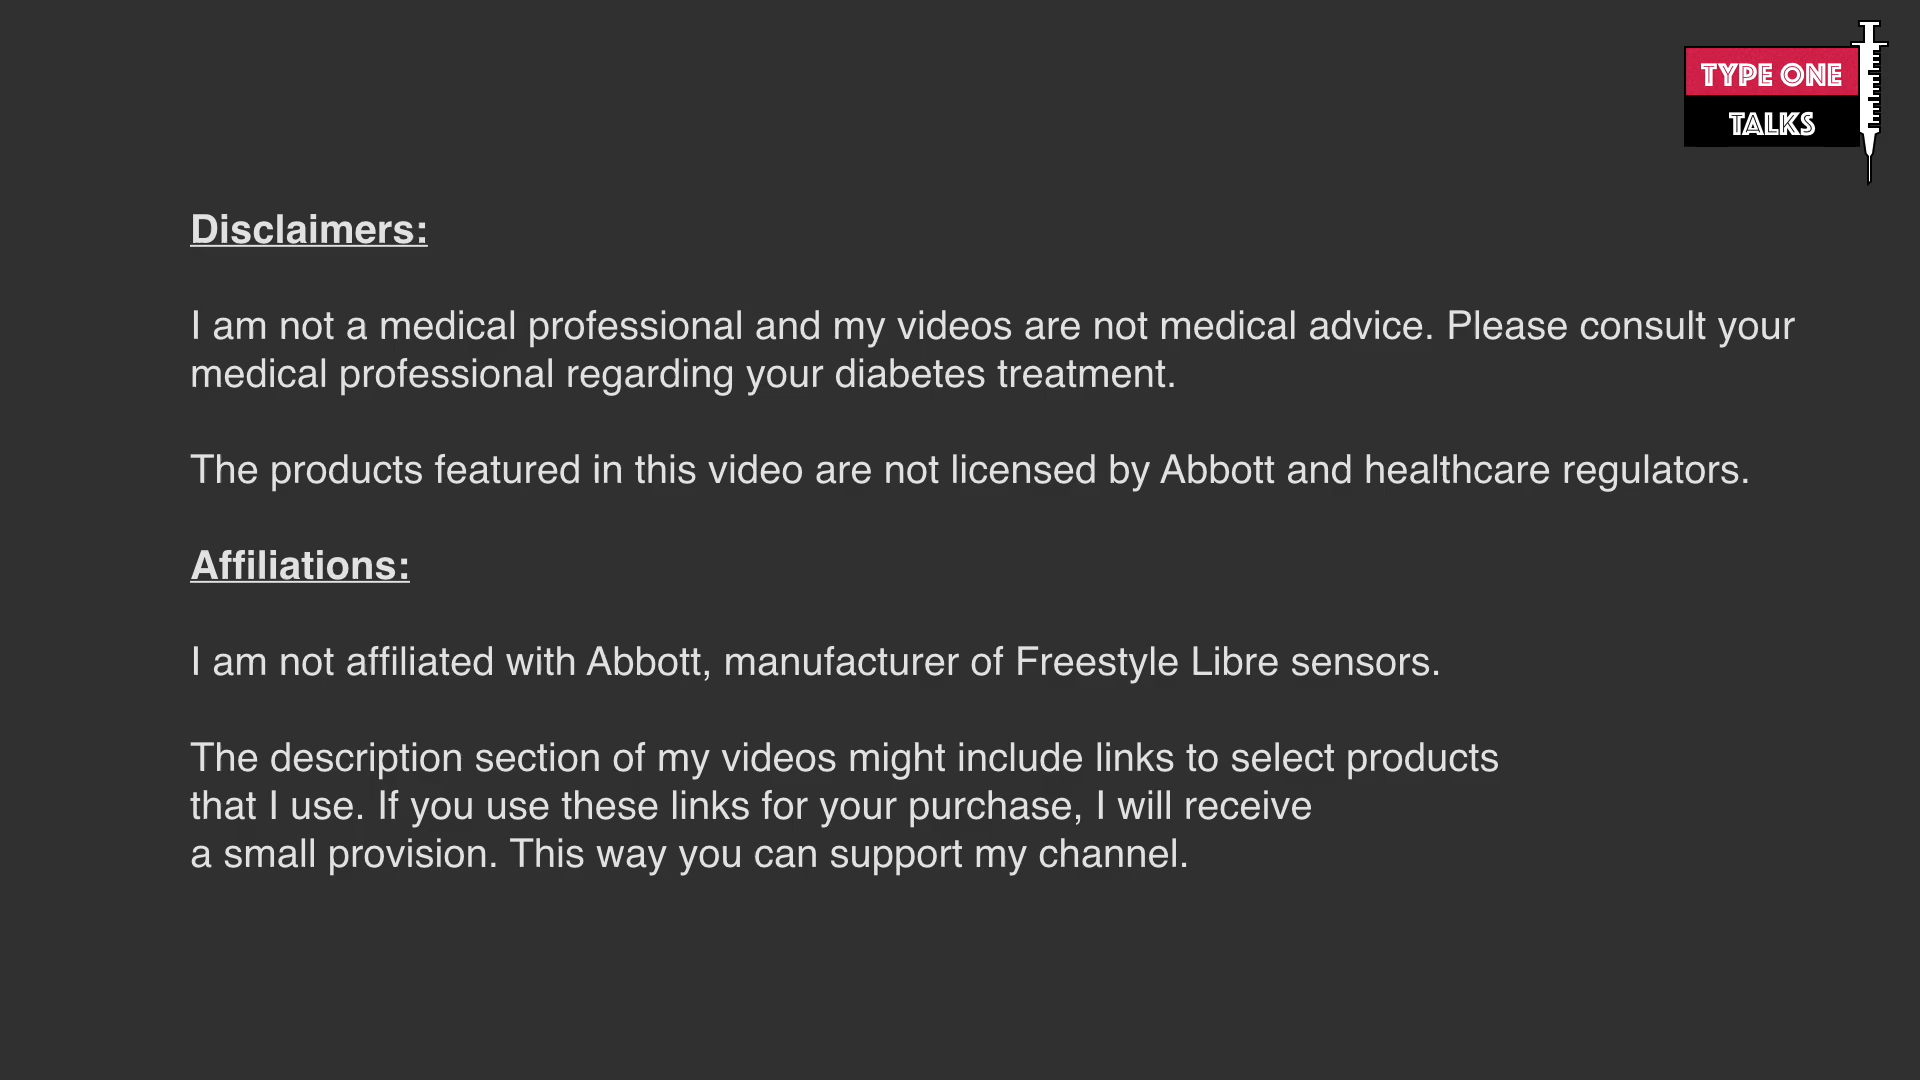 TYPE ONE
TALKS
Disclaimers:
I am not a medical professional and my videos are not medical advice. Please consult your
medical professional regarding your diabetes treatment.
The products featured in this video are not licensed by Abbott and healthcare regulators.
Affiliations:
I am not affiliated with Abbott, manufacturer of Freestyle Libre sensors.
The description section of my videos might include links to select products
that I use. If you use these links for your purchase, I will receive
a small provision. This way you can support my channel.